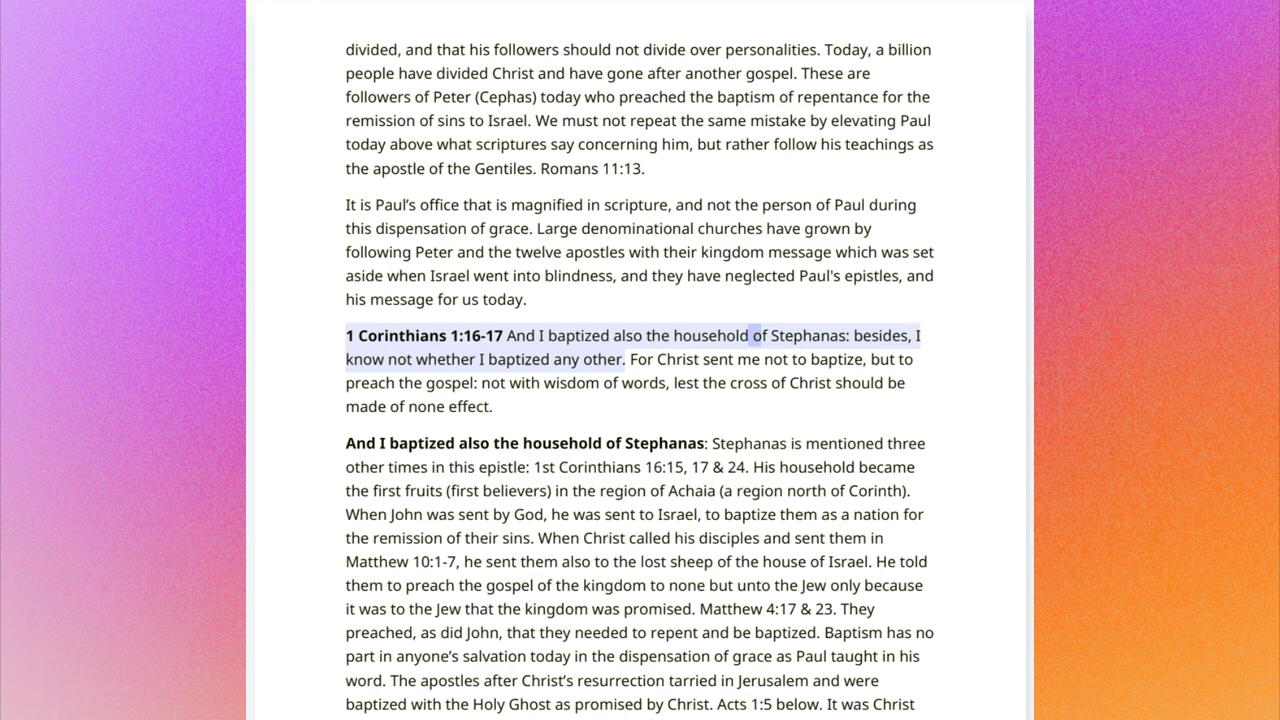 divided, and that his followers should not divide over personalities. Today, a billion
people have divided Christ and have gone after another gospel. These are
followers of Peter (Cephas) today who preached the baptism of repentance for the
remission of sins to Israel. We must not repeat the same mistake by elevating Paul
today above what scriptures say concerning him, but rather follow his teachings as
the apostle of the Gentiles. Romans 11:13.
It is Paul’s office that is magnified in scripture, and not the person of Paul during
this dispensation of grace. Large denominational churches have grown by
following Peter and the twelve apostles with their kingdom message which was set
aside when Israel went into blindness, and they have neglected Paul's epistles, and
his message for us today.
1 Corinthians 1:16-17 And I baptized also the household of Stephanas: besides, I
know not whether I baptized any other. For Christ sent me not to baptize, but to
preach the gospel: not with wisdom of words, lest the cross of Christ should be
made of none effect.
And I baptized also the household of Stephanas: Stephanas is mentioned three
other times in this epistle: 1st Corinthians 16:15, 17 & 24. His household became
the first fruits (first believers) in the region of Achaia (a region north of Corinth).
When John was sent by God, he was sent to Israel, to baptize them as a nation for
the remission of their sins. When Christ called his disciples and sent them in
Matthew 10:1-7, he sent them also to the lost sheep of the house of Israel. He told
them to preach the gospel of the kingdom to none but unto the Jew only because
it was to the Jew that the kingdom was promised. Matthew 4:17 & 23. They
preached, as did John, that they needed to repent and be baptized. Baptism has no
part in anyone’s salvation today in the dispensation of grace as Paul taught in his
word. The apostles after Christ’s resurrection tarried in Jerusalem and were
baptized with the Holy Ghost as promised by Christ. Acts 1:5 below. It was Christ